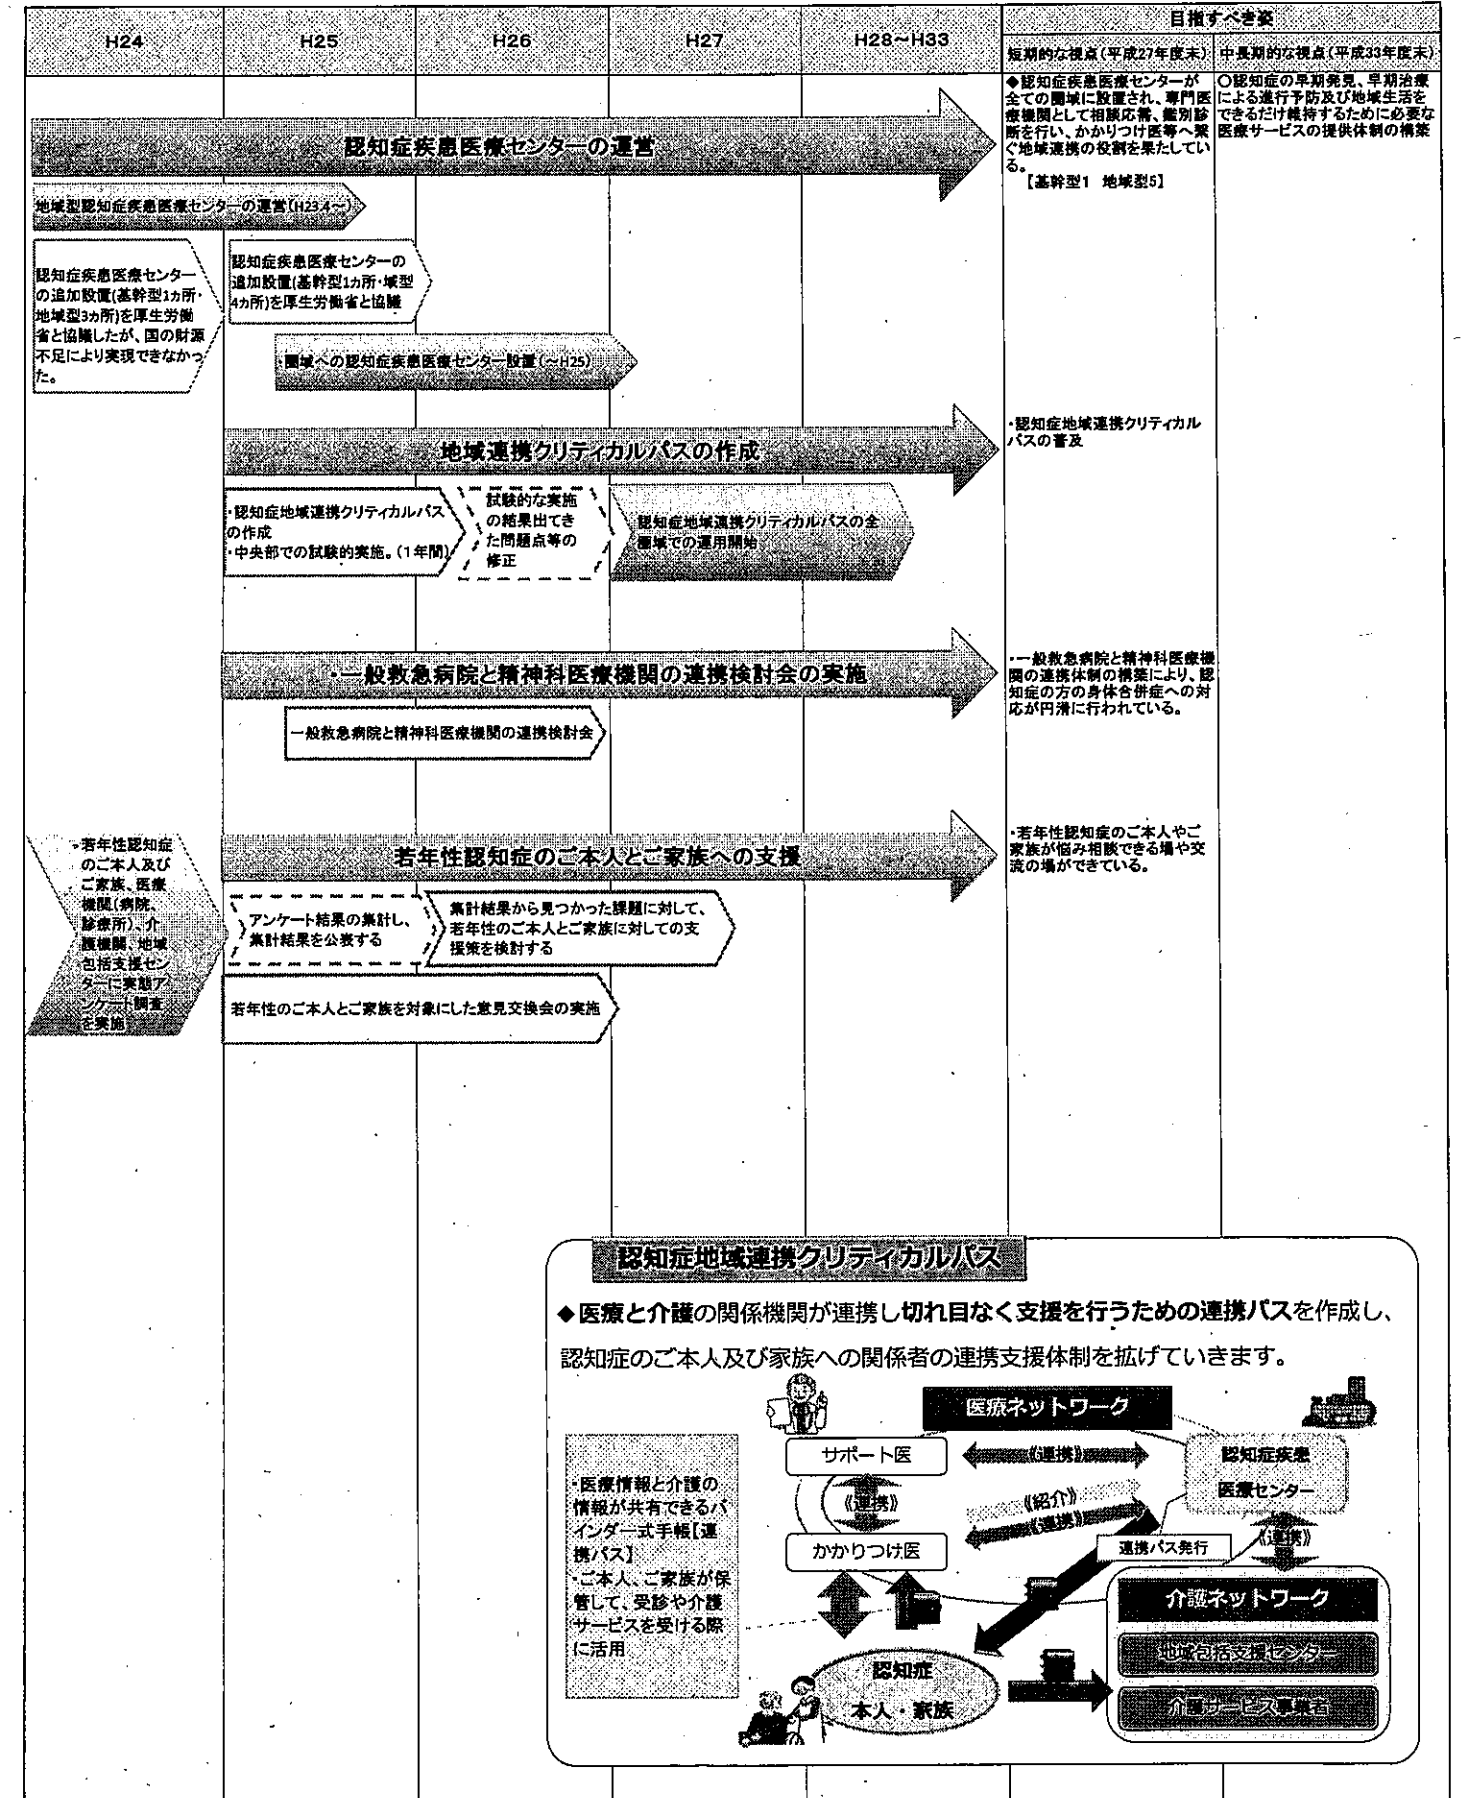 H24
H25
H26
H27
H28～H33
目指すべき姿
短期的な視点(平成27年度末)
中長期的な視点(平成33年度末)
◆認知症疾患医療センターが
全ての圏域に設置され、専門医
療機関として相談応需、鑑別診
断を行い、かかりつけ医等へ繋
ぐ地域連携の役割を果たしてい
る。
【基幹型1 地域型5】
〇認知症の早期発見、早期治療
による進行予防及び地域生活を
できるだけ維持するために必要な
医療サービスの提供体制の構築
認知症疾患医療センターの運営
地域型認知症疾患医療センターの運営(H23.4～)
認知症疾患医療センター
の追加設置(基幹型1ヵ所・
地域型3ヵ所)を厚生労働
省と協議したが、国の財源
不足により実現できなかっ
た。
認知症疾患医療センターの
追加設置(基幹型1カ所・域型
4カ所)を厚生労働省と協議
・圏域への認知症疾患医療センター設置(～H25)
地域連携クリティカルパスの作成
・認知症地域連携クリティカル
パスの普及
・認知症地域連携クリティカルパス
の作成
・中央部での試験的実施。(1年間)
試験的な実施
の結果出てき
た問題点等の
修正
認知症地域連携クリティカルパスの全
圏域での運用開始
・一般救急病院と精神科医療機関の連携検討会の実施
・一般救急病院と精神科医療機
関の連携体制の構築により、認
知症の方の身体合併症への対
応が円滑に行われている。
一般救急病院と精神科医療機関の連携検討会
・若年性認知症
のご本人及び
ご家族、医療
機関(病院、
診療所)、介
護機関、地域
包括支援セン
ターに実態ア
ンケート調査
を実施
若年性認知症のご本人とご家族への支援
・若年性認知症のご本人やご
家族が悩み相談できる場や交
流の場ができている。
アンケート結果の集計し、
集計結果を公表する
集計結果から見つかった課題に対して、
若年性のご本人とご家族に対しての支
援策を検討する
若年性のご本人とご家族を対象にした意見交換会の実施
認知症地域連携クリティカルパス
◆医療と介護の関係機関が連携し切れ目なく支援を行うための連携パスを作成し、
認知症のご本人及び家族への関係者の連携支援体制を拡げていきます。
医療ネットワーク
サポート医
《連携》
認知症疾患
医療センター
・医療情報と介護の
情報が共有できるバ
インダー式手帳【連
携パス】
・ご本人、ご家族が保
管して、受診や介護
サービスを受ける際
に活用
《連携》
《紹介》
《連携》
かかりつけ医
連携パス発行
《連携》
介護ネットワーク
地域包括支援センター
介護サービス事業者
認知症
本人・家族